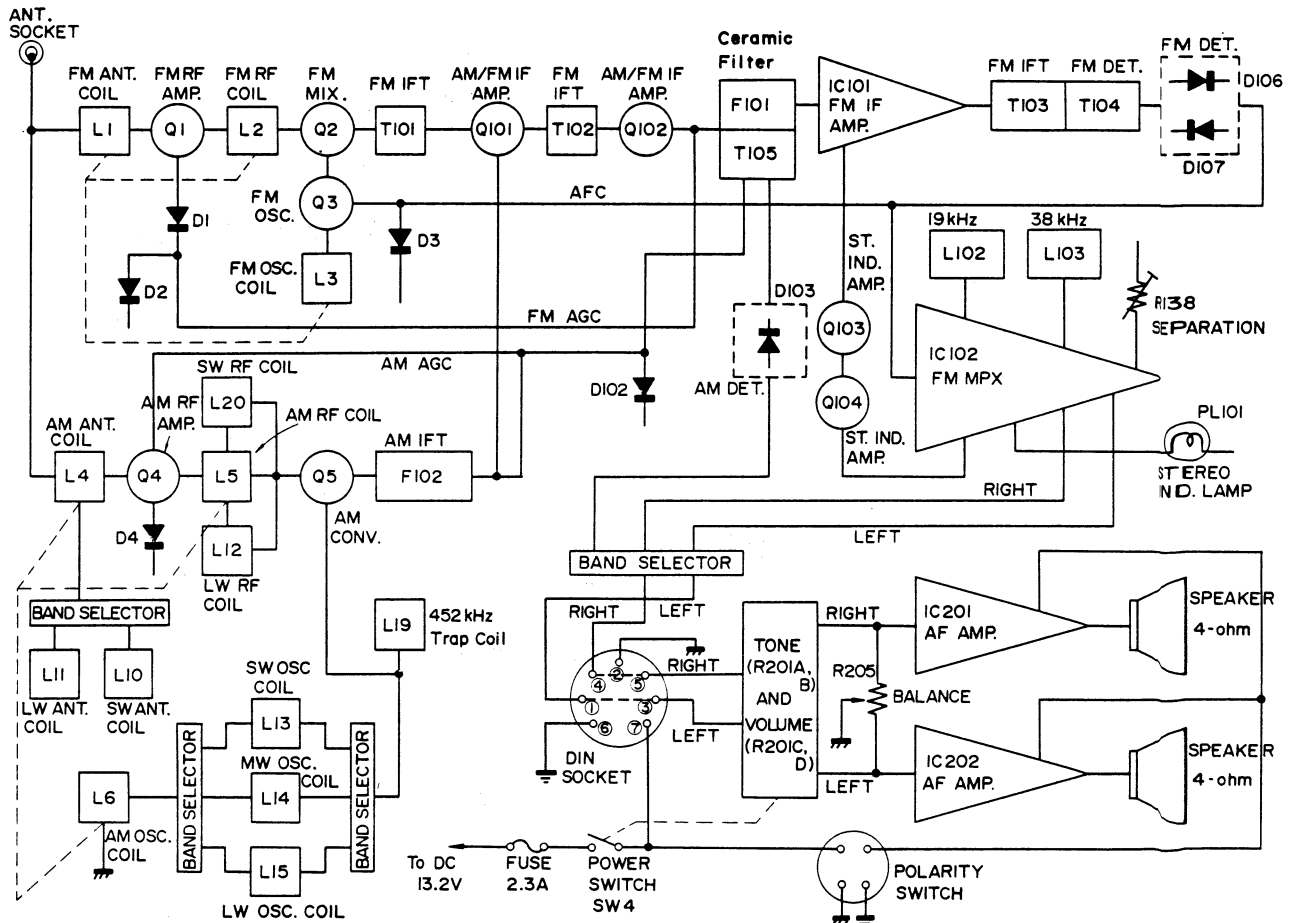 ANT.
SOCKET
FM ANT.
COIL
FM RF
AMP.
FM RF
COIL
FM
MIX.
FM IFT
AM/FM IF
AMP.
FM
IFT
AM/FM IF
AMP.
Ceramic
Filter
FM IFT
FM DET.
FM DET.
D106
L1
Q1
L2
Q2
T101
Q101
T102
Q102
F101
T105
IC101
FM IF
AMP.
T103
T104
D107
FM
OSC.
Q3
AFC
D1
D3
D2
FM OSC.
COIL
L3
FM AGC
ST.
IND.
AMP.
19kHz
38kHz
L102
L103
R138
SEPARATION
D103
Q103
IC102
FM MPX
AM DET.
Q104
ST. IND.
AMP.
AM AGC
D102
SW RF COIL
L20
AM RF
AMP.
AM RF COIL
AM ANT.
COIL
AM IFT
L4
Q4
L5
Q5
F102
D4
L12
LW RF
COIL
AM
CONV.
PL101
STEREO
IND. LAMP
RIGHT
LEFT
BAND SELECTOR
BAND SELECTOR
L11
L10
LW ANT.
COIL
SW ANT.
COIL
L19
452kHz
Trap Coil
SW OSC
COIL
L13
MW OSC.
COIL
L14
L15
LW OSC. COIL
BAND SELECTOR
BAND SELECTOR
L6
AM OSC.
COIL
RIGHT
LEFT
RIGHT
LEFT
4
2
5
1
3
6
7
DIN
SOCKET
TONE
(R201A,
B)
AND
VOLUME
(R201C,
D)
RIGHT
LEFT
R205
BALANCE
IC201
AF AMP.
IC202
AF AMP.
SPEAKER
4-ohm
SPEAKER
4-ohm
To DC
13.2V
FUSE
2.3A
POWER
SWITCH
SW4
POLARITY
SWITCH